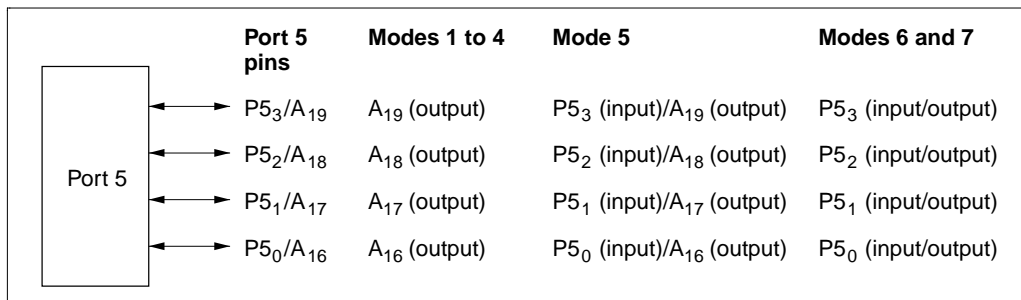 Port 5 pins Modes 1 to 4 Mode 5 Modes 6 and 7
P5₃/A₁₉ A₁₉ (output) P5₃ (input)/A₁₉ (output) P5₃ (input/output)
P5₂/A₁₈ A₁₈ (output) P5₂ (input)/A₁₈ (output) P5₂ (input/output)
Port 5
P5₁/A₁₇ A₁₇ (output) P5₁ (input)/A₁₇ (output) P5₁ (input/output)
P5₀/A₁₆ A₁₆ (output) P5₀ (input)/A₁₆ (output) P5₀ (input/output)